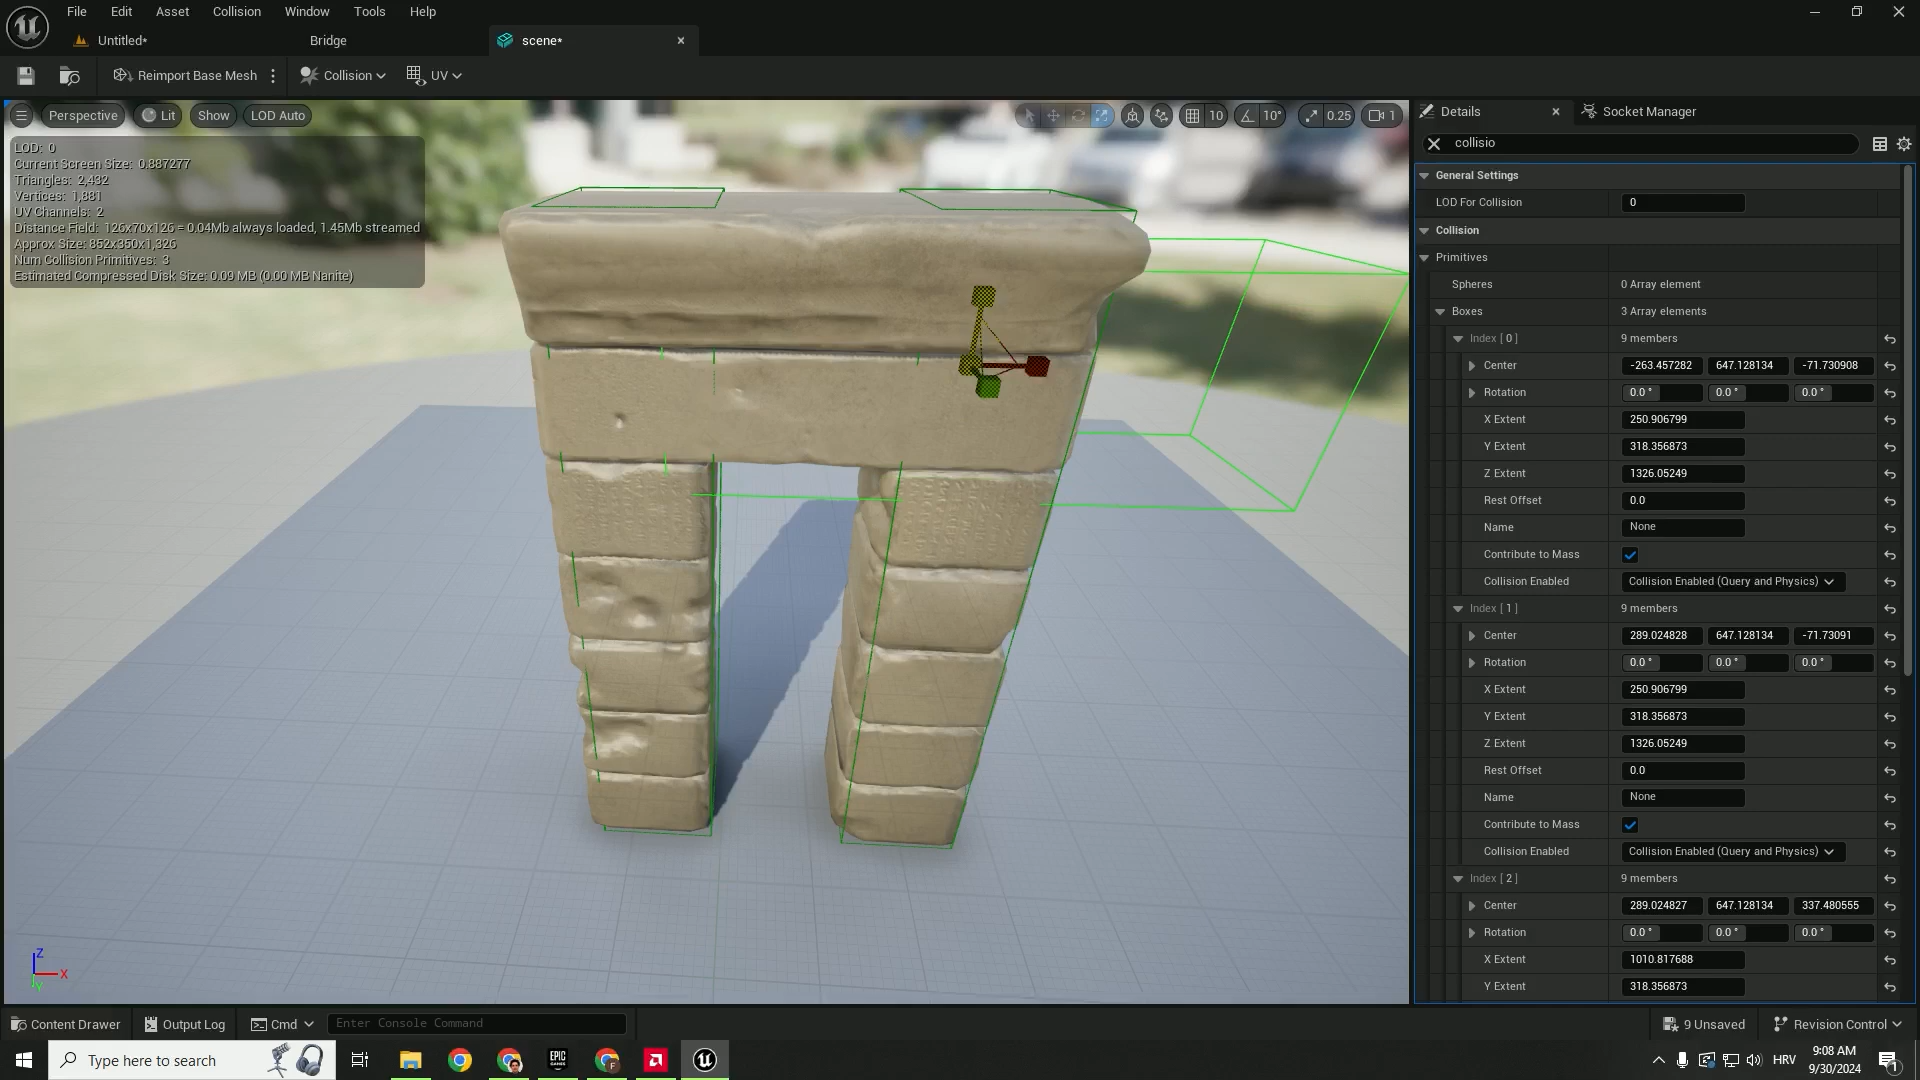 File Edit Asset Collision Window Tools Help
Untitled* Bridge scene*
Reimport Base Mesh Collision UV
Perspective Lit Show LOD Auto 10 10° 0.25 1
LOD: 0
Current Screen Size: 0.887277
Triangles: 2,432
Vertices: 1,881
UV Channels: 2
Distance Field: 126x70x126 = 0.04Mb always loaded, 1.45Mb streamed
Approx Size: 852x350x1,326
Num Collision Primitives: 3
Estimated Compressed Disk Size: 0.09 MB (0.00 MB Nanite)
Z
X
Y
Details Socket Manager
collisio
General Settings
LOD For Collision 0
Collision
Primitives
Spheres 0 Array element
Boxes 3 Array elements
Index [ 0 ] 9 members
Center -263.457282 647.128134 -71.730908
Rotation 0.0 ° 0.0 ° 0.0 °
X Extent 250.906799
Y Extent 318.356873
Z Extent 1326.05249
Rest Offset 0.0
Name None
Contribute to Mass
Collision Enabled Collision Enabled (Query and Physics)
Index [ 1 ] 9 members
Center 289.024828 647.128134 -71.73091
Rotation 0.0 ° 0.0 ° 0.0 °
X Extent 250.906799
Y Extent 318.356873
Z Extent 1326.05249
Rest Offset 0.0
Name None
Contribute to Mass
Collision Enabled Collision Enabled (Query and Physics)
Index [ 2 ] 9 members
Center 289.024827 647.128134 337.480555
Rotation 0.0 ° 0.0 ° 0.0 °
X Extent 1010.817688
Y Extent 318.356873
Content Drawer Output Log Cmd Enter Console Command 9 Unsaved Revision Control
Type here to search EPIC GAMES F HRV 9:08 AM
9/30/2024 1